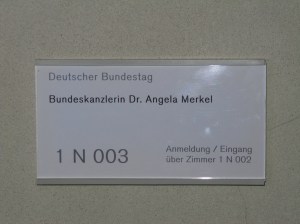 Deutscher Bundestag
Bundeskanzlerin Dr. Angela Merkel
1 N 003
Anmeldung / Eingang
über Zimmer 1 N 002